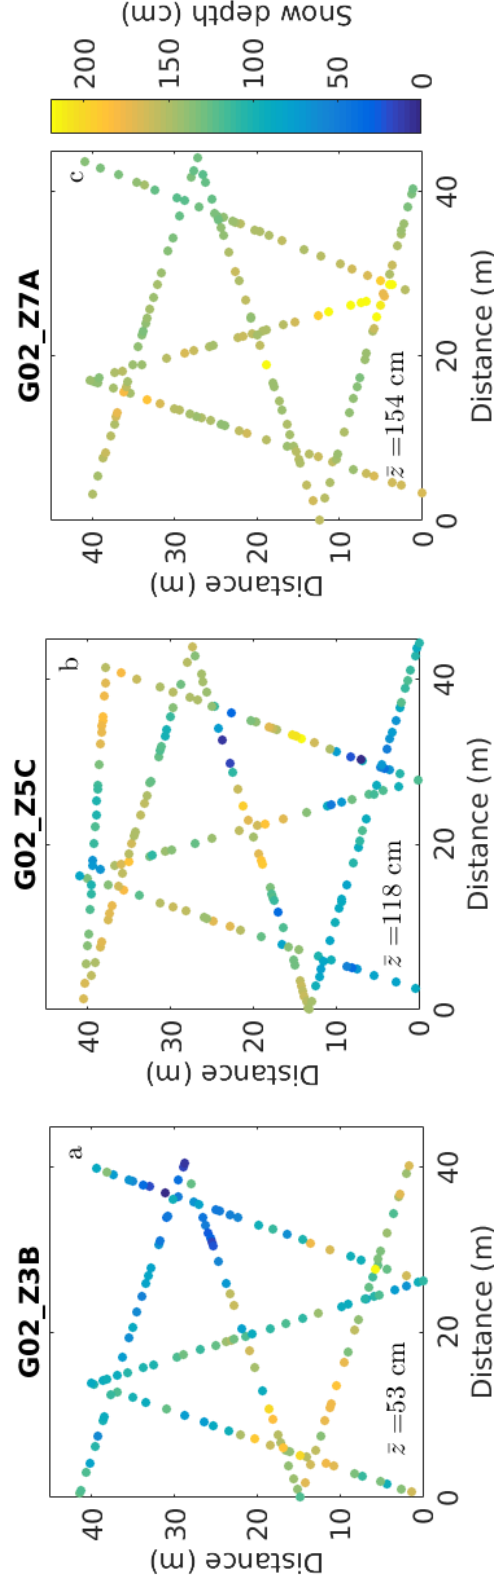 G02_Z3B
a
40
30
20
10
0
Distance (m)
z̄ =53 cm
0 20 40
Distance (m)
G02_Z5C
b
40
30
20
10
0
Distance (m)
z̄ =118 cm
0 20 40
Distance (m)
G02_Z7A
c
40
30
20
10
0
Distance (m)
z̄ =154 cm
0 20 40
Distance (m)
200
150
100
50
0
Snow depth (cm)